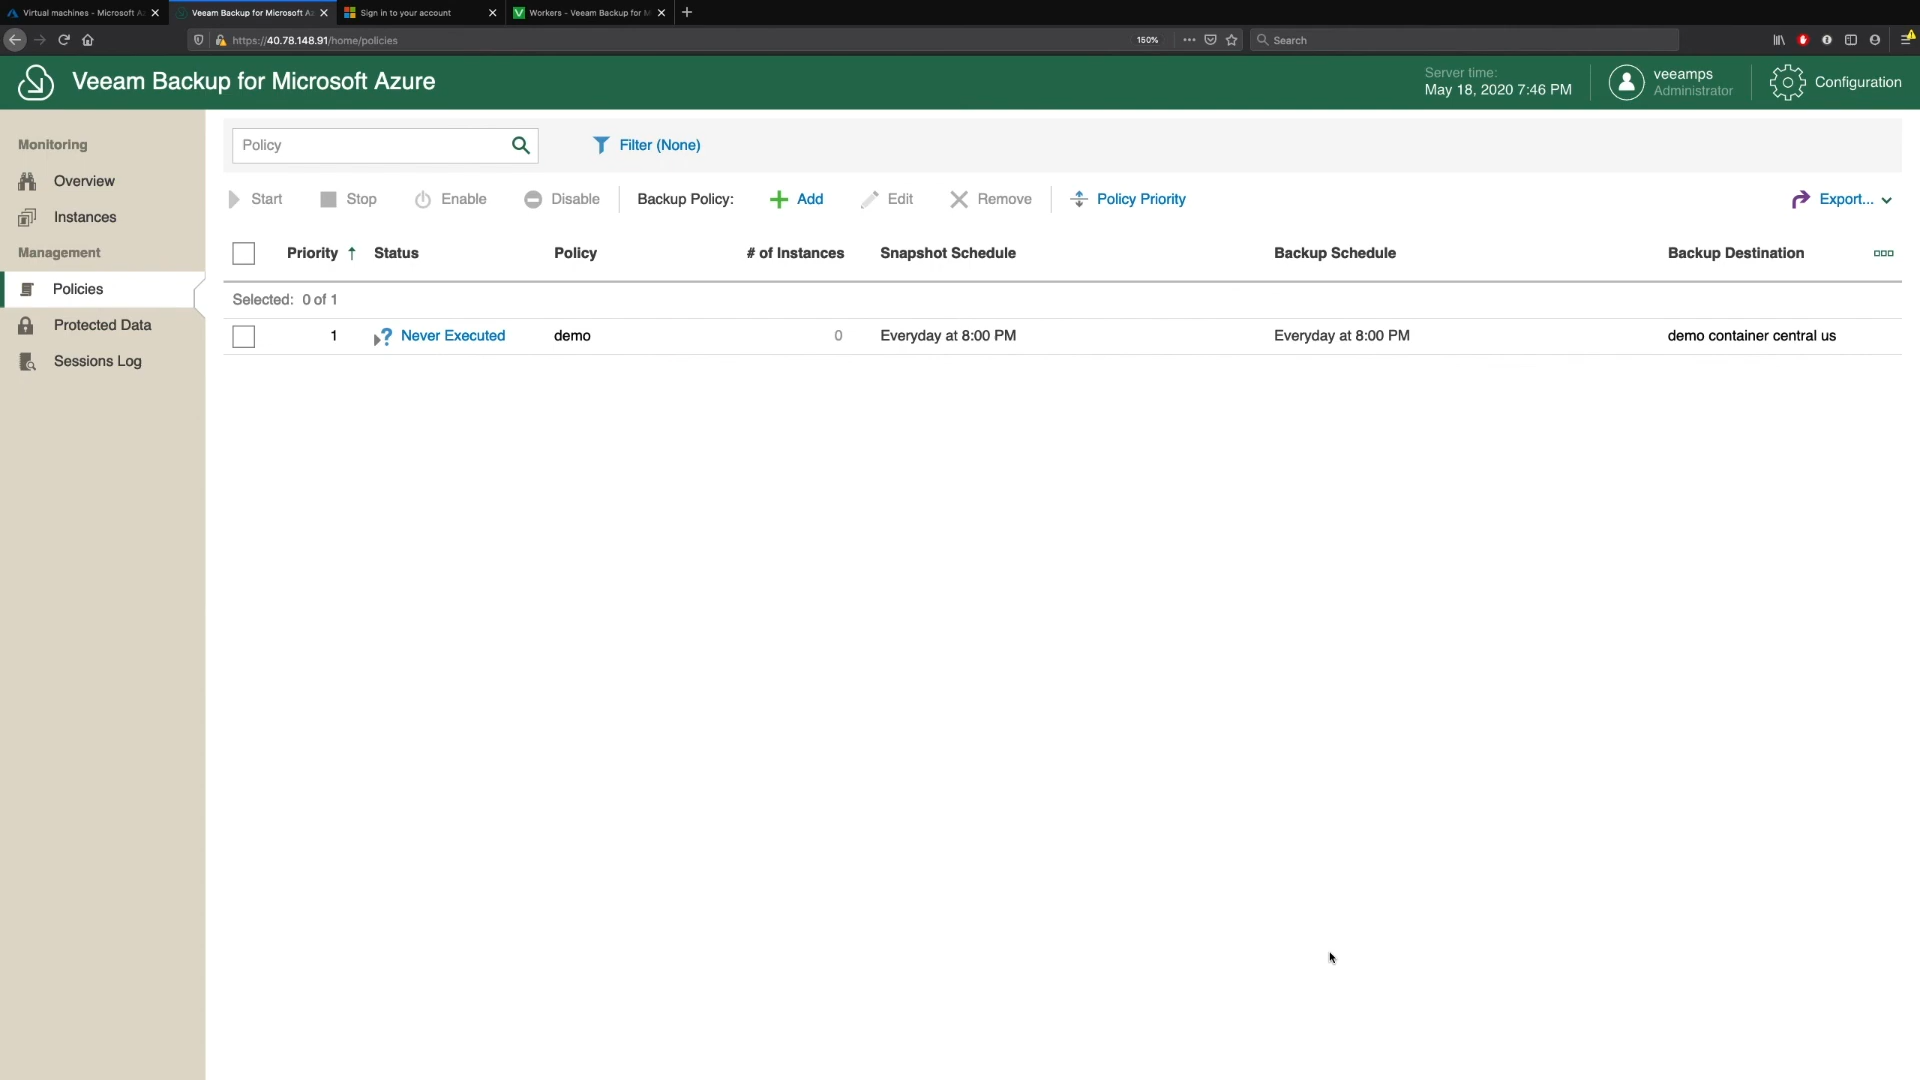 Virtual machines - Microsoft A
Veeam Backup for Microsoft A
Sign in to your account
Workers - Veeam Backup for M
https://40.78.148.91/home/policies
150%
Search
Veeam Backup for Microsoft Azure
Server time:
May 18, 2020 7:46 PM
veeamps
Administrator
Configuration
Monitoring
Overview
Instances
Management
Policies
Protected Data
Sessions Log
Policy
Filter (None)
Start
Stop
Enable
Disable
Backup Policy:
Add
Edit
Remove
Policy Priority
Export...
Priority
Status
Policy
# of Instances
Snapshot Schedule
Backup Schedule
Backup Destination
Selected: 0 of 1
1
Never Executed
demo
0
Everyday at 8:00 PM
Everyday at 8:00 PM
demo container central us